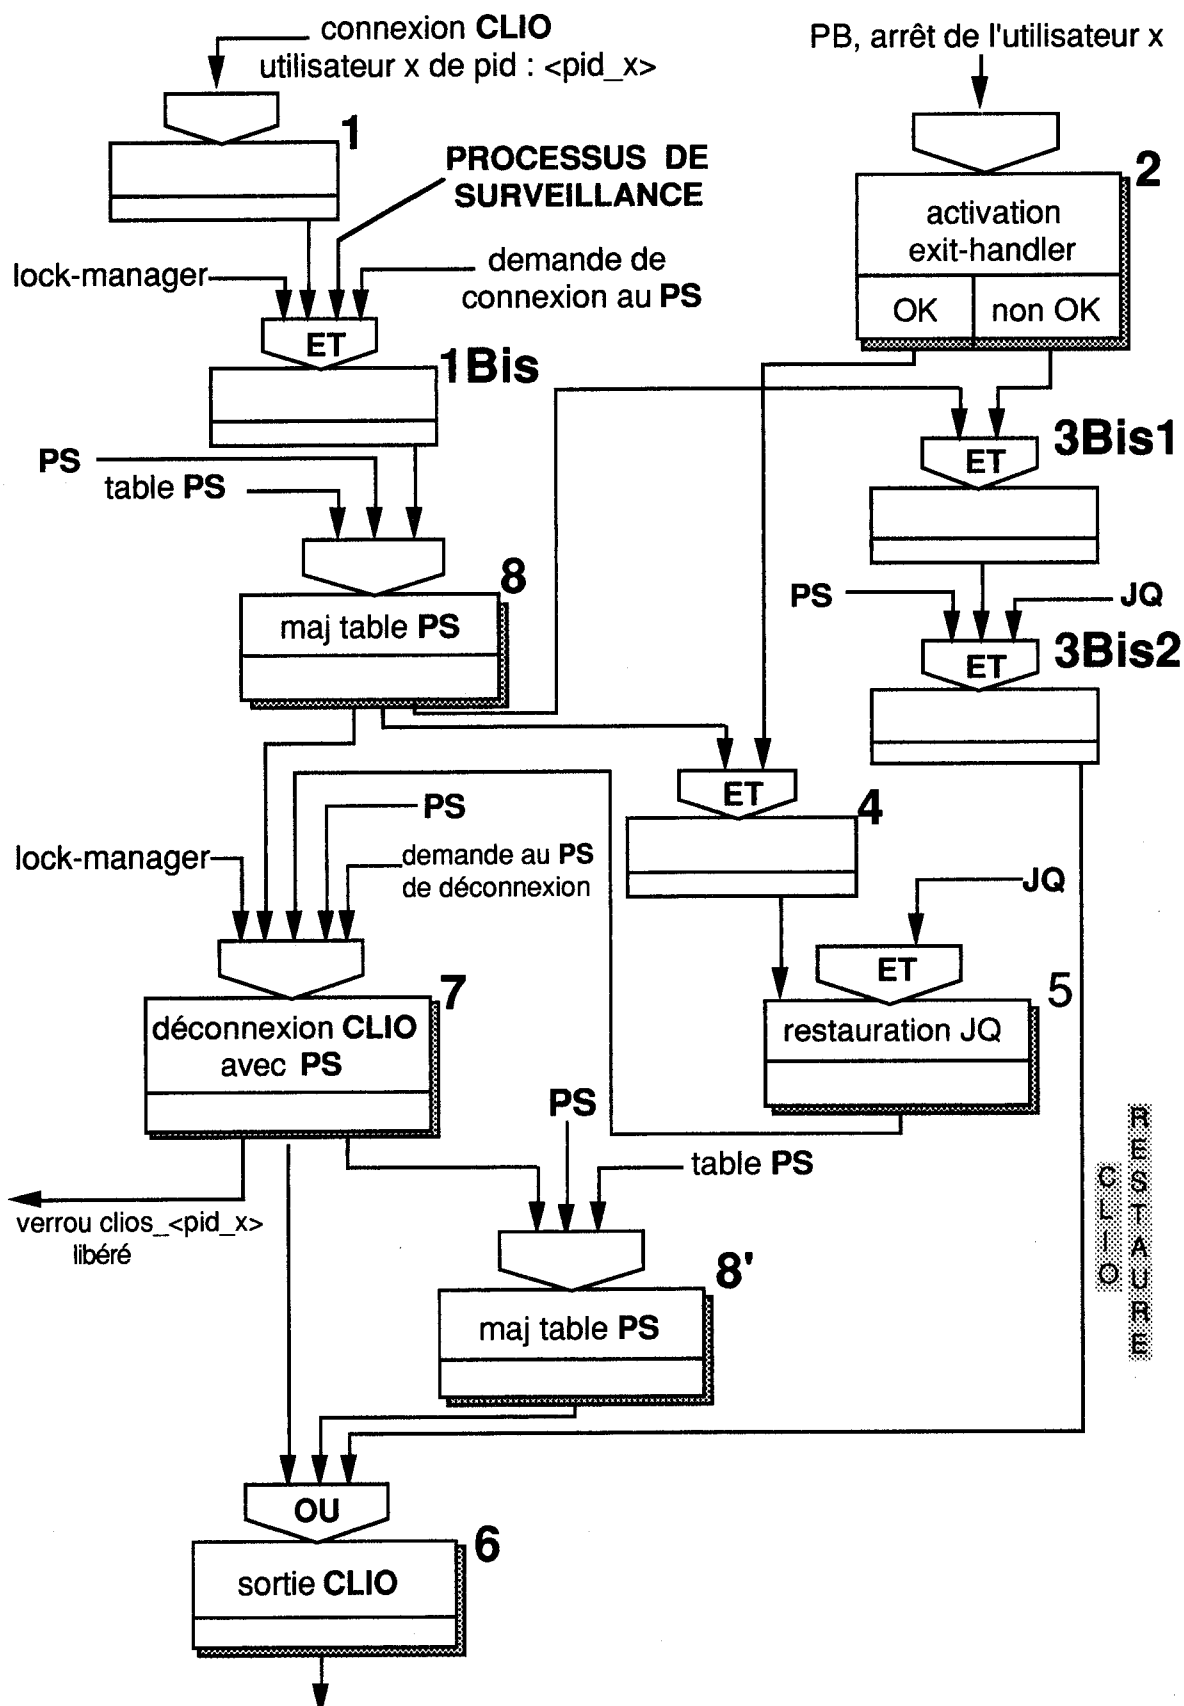 connexion CLIO
utilisateur x de pid : <pid_x>
PB, arrêt de l'utilisateur x
1
PROCESSUS DE
SURVEILLANCE
2
activation
exit-handler
OK
non OK
lock-manager
demande de
connexion au PS
ET
1Bis
3Bis1
ET
PS
table PS
8
maj table PS
PS
JQ
ET
3Bis2
ET
4
PS
lock-manager
demande au PS
de déconnexion
JQ
ET
5
restauration JQ
7
déconnexion CLIO
avec PS
PS
table PS
verrou clios_<pid_x>
libéré
CLIO
RESTAURE
8'
maj table PS
OU
6
sortie CLIO